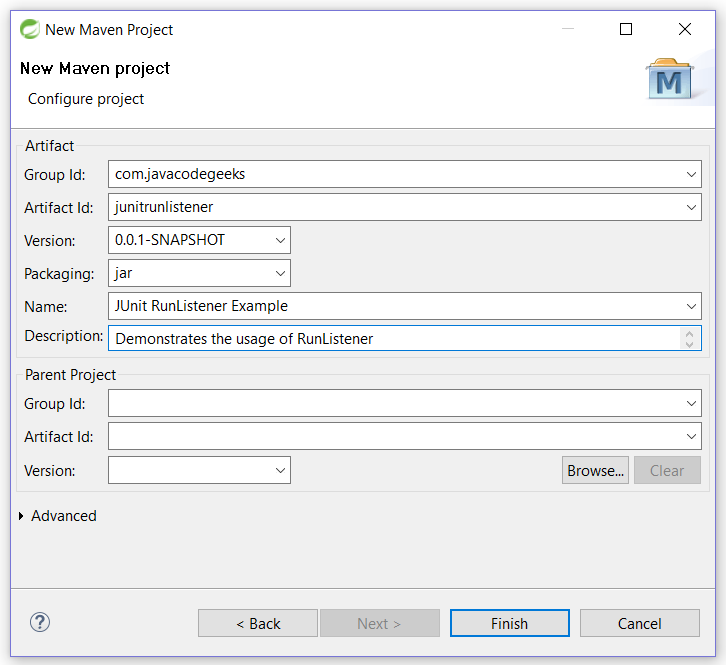 New Maven Project
New Maven project
Configure project
M
Artifact
Group Id: com.javacodegeeks
Artifact Id: junitrunlistener
Version: 0.0.1-SNAPSHOT
Packaging: jar
Name: JUnit RunListener Example
Description: Demonstrates the usage of RunListener
Parent Project
Group Id:
Artifact Id:
Version: Browse... Clear
Advanced
? < Back Next > Finish Cancel